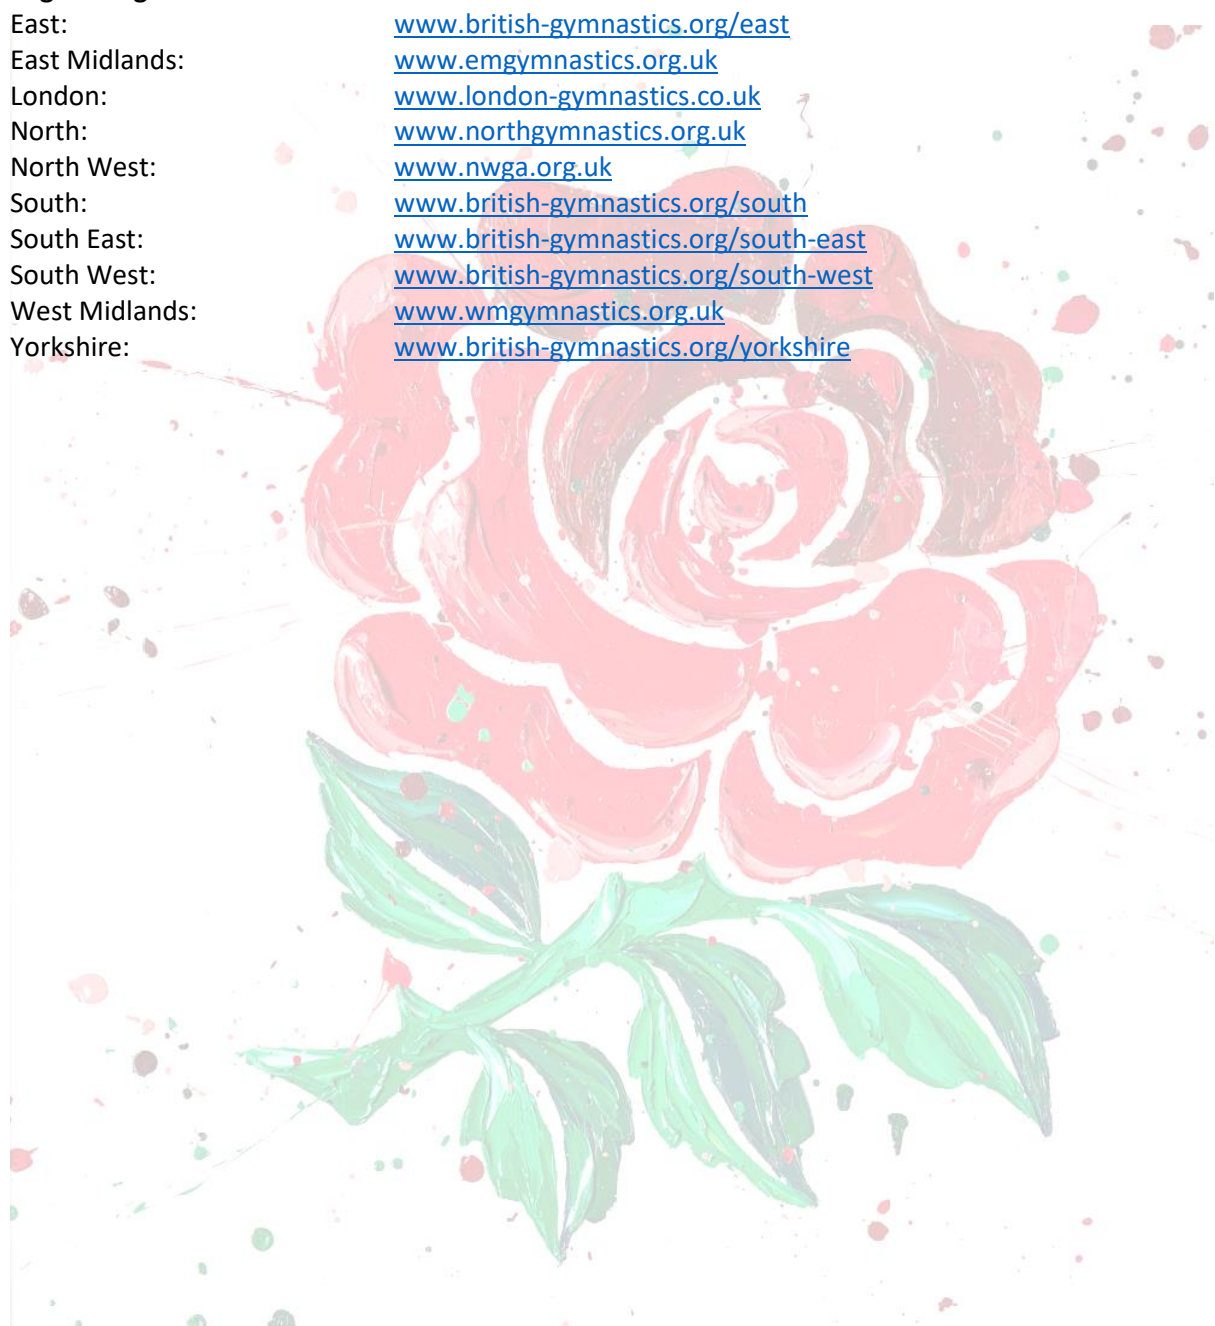 East: www.british-gymnastics.org/east
East Midlands: www.emgymnastics.org.uk
London: www.london-gymnastics.co.uk
North: www.northgymnastics.org.uk
North West: www.nwga.org.uk
South: www.british-gymnastics.org/south
South East: www.british-gymnastics.org/south-east
South West: www.british-gymnastics.org/south-west
West Midlands: www.wmgymnastics.org.uk
Yorkshire: www.british-gymnastics.org/yorkshire